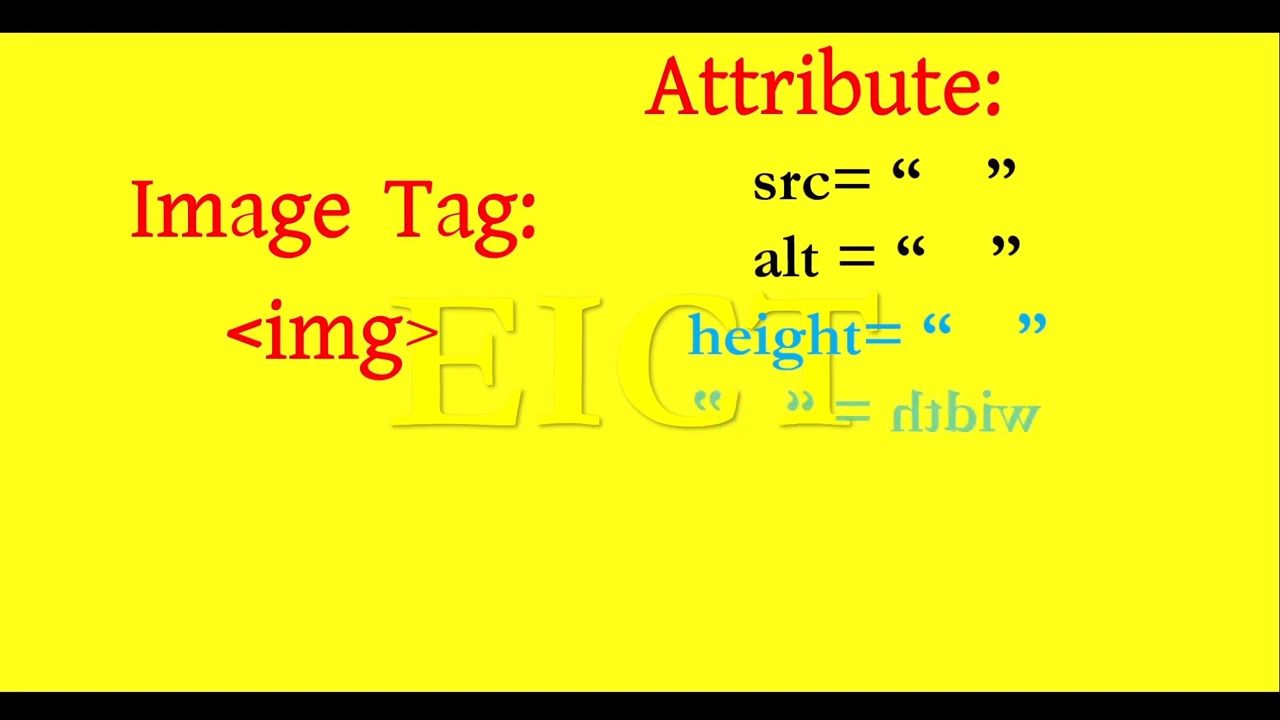 Image Tag:
<img>
Attribute:
src= “ ”
alt = “ ”
height= “ ”
width = “ ”
EICT